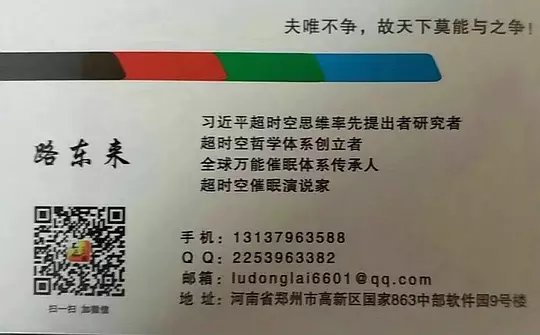 夫唯不争，故天下莫能与之争！
习近平超时空思维率先提出者研究者
超时空哲学体系创立者
全球万能催眠体系传承人
超时空催眠演说家
路东来
手机：13137963588
QQ：2253963382
邮箱：ludonglai6601@qq.com
地址：河南省郑州市高新区国家863中部软件园9号楼
扫一扫 加微信